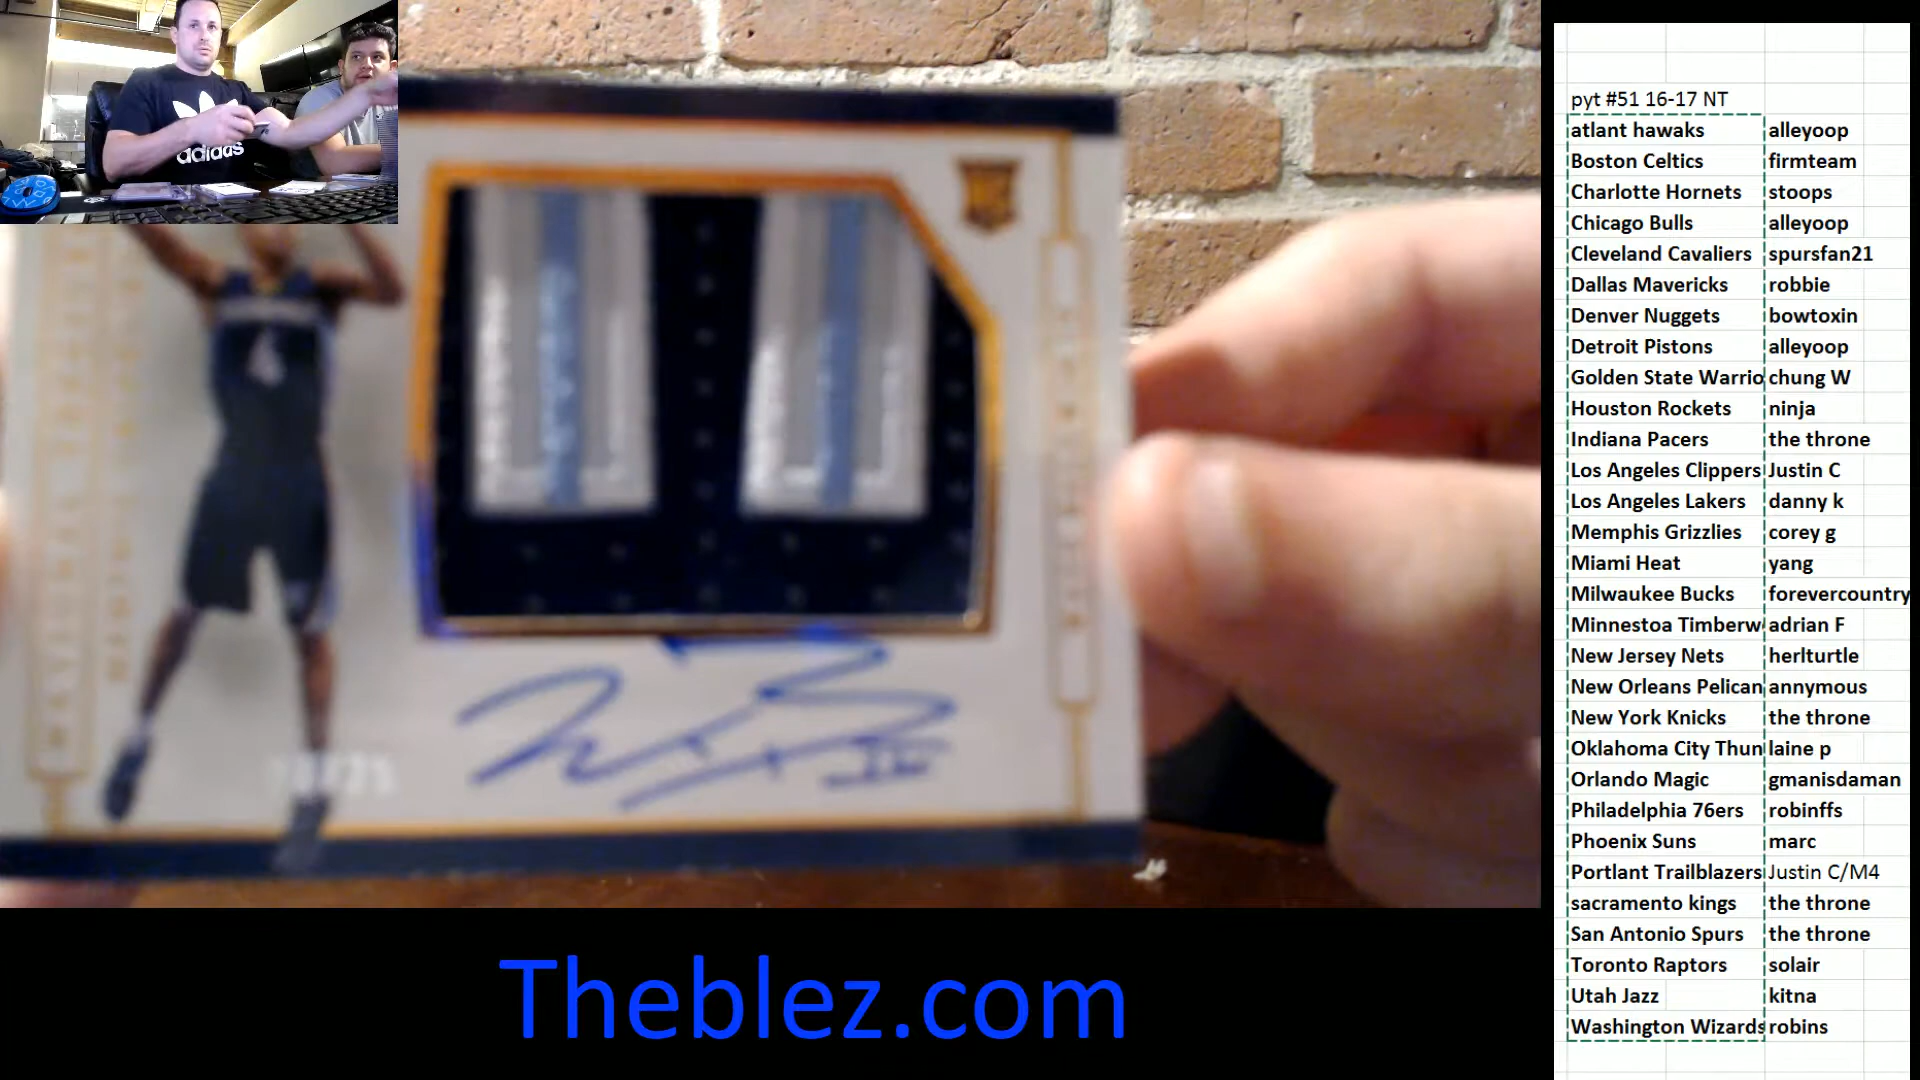 adidas
4
/25
IV
Theblez.com
pyt #51 16-17 NT
atlant hawaks alleyoop
Boston Celtics firmteam
Charlotte Hornets stoops
Chicago Bulls alleyoop
Cleveland Cavaliers spursfan21
Dallas Mavericks robbie
Denver Nuggets bowtoxin
Detroit Pistons alleyoop
Golden State Warrio chung W
Houston Rockets ninja
Indiana Pacers the throne
Los Angeles Clippers Justin C
Los Angeles Lakers danny k
Memphis Grizzlies corey g
Miami Heat yang
Milwaukee Bucks forevercountry
Minnestoa Timberw adrian F
New Jersey Nets herlturtle
New Orleans Pelican annymous
New York Knicks the throne
Oklahoma City Thun laine p
Orlando Magic gmanisdaman
Philadelphia 76ers robinffs
Phoenix Suns marc
Portlant Trailblazers Justin C/M4
sacramento kings the throne
San Antonio Spurs the throne
Toronto Raptors solair
Utah Jazz kitna
Washington Wizards robins